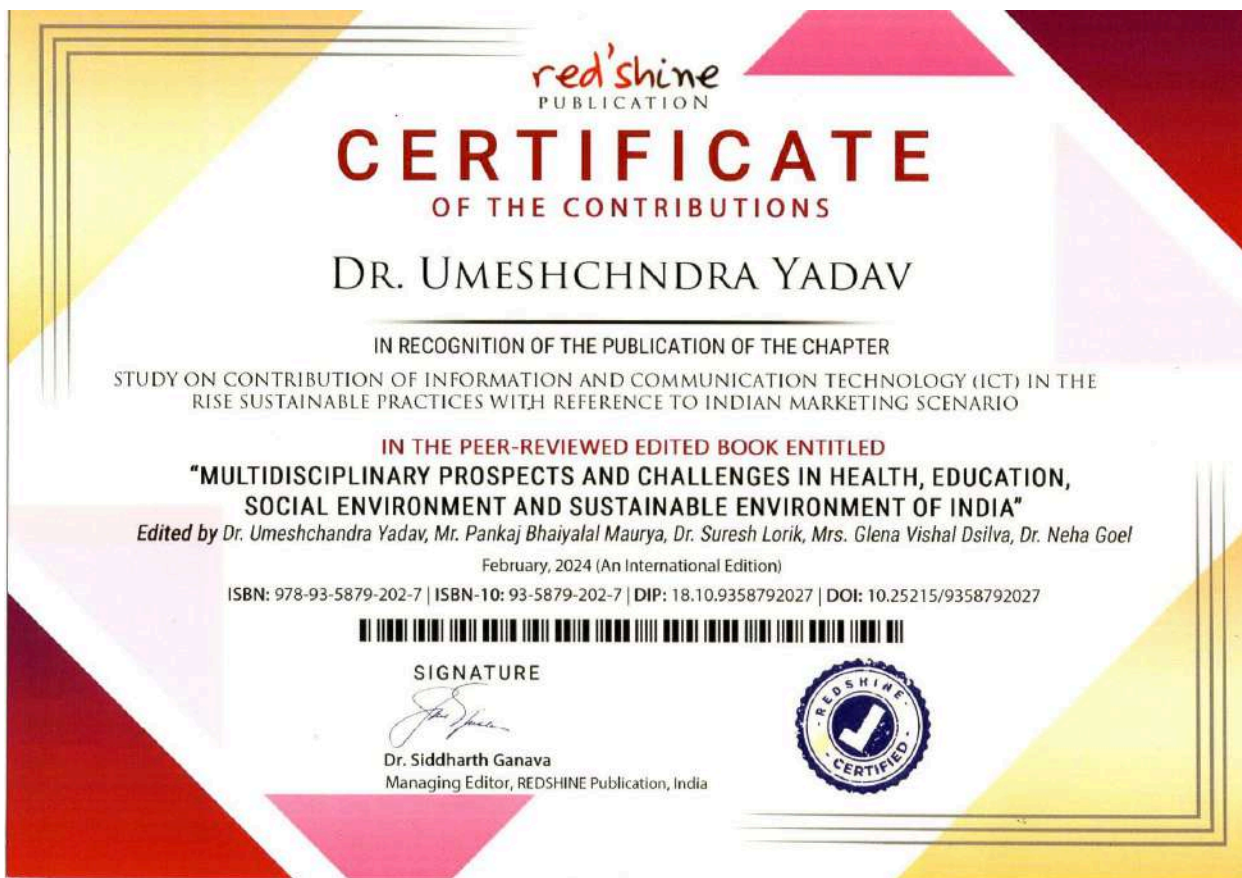 red'shine
PUBLICATION
CERTIFICATE
OF THE CONTRIBUTIONS
DR. UMESHCHNDRA YADAV
IN RECOGNITION OF THE PUBLICATION OF THE CHAPTER
STUDY ON CONTRIBUTION OF INFORMATION AND COMMUNICATION TECHNOLOGY (ICT) IN THE
RISE SUSTAINABLE PRACTICES WITH REFERENCE TO INDIAN MARKETING SCENARIO
IN THE PEER-REVIEWED EDITED BOOK ENTITLED
"MULTIDISCIPLINARY PROSPECTS AND CHALLENGES IN HEALTH, EDUCATION,
SOCIAL ENVIRONMENT AND SUSTAINABLE ENVIRONMENT OF INDIA"
Edited by Dr. Umeshchandra Yadav, Mr. Pankaj Bhaiyalal Maurya, Dr. Suresh Lorik, Mrs. Glena Vishal Dsilva, Dr. Neha Goel
February, 2024 (An International Edition)
ISBN: 978-93-5879-202-7 | ISBN-10: 93-5879-202-7 | DIP: 18.10.9358792027 | DOI: 10.25215/9358792027
SIGNATURE
Dr. Siddharth Ganava
Managing Editor, REDSHINE Publication, India
REDSHINE
CERTIFIED